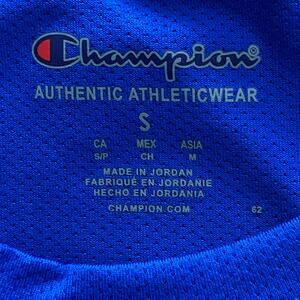 Champion®
AUTHENTIC ATHLETICWEAR
S
CA MEX ASIA
S/P CH M
MADE IN JORDAN
FABRIQUÉ EN JORDANIE
HECHO EN JORDANIA
CHAMPION.COM 62